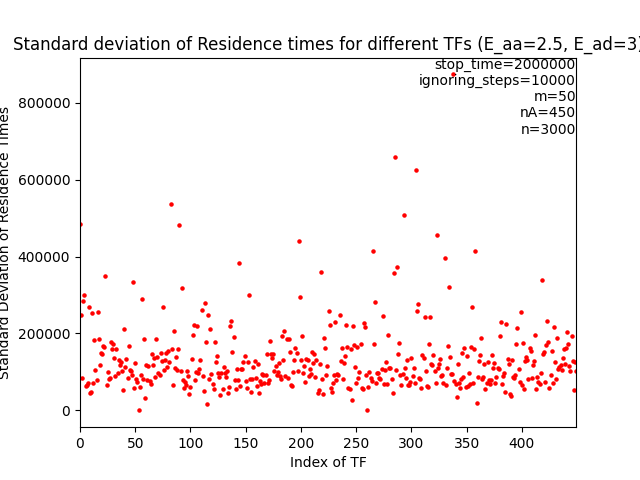 Standard deviation of Residence times for different TFs (E_aa=2.5, E_ad=3)
stop_time=2000000
ignoring_steps=10000
m=50
nA=450
n=3000
Standard Deviation of Residence Times
800000
600000
400000
200000
0
0 50 100 150 200 250 300 350 400
Index of TF